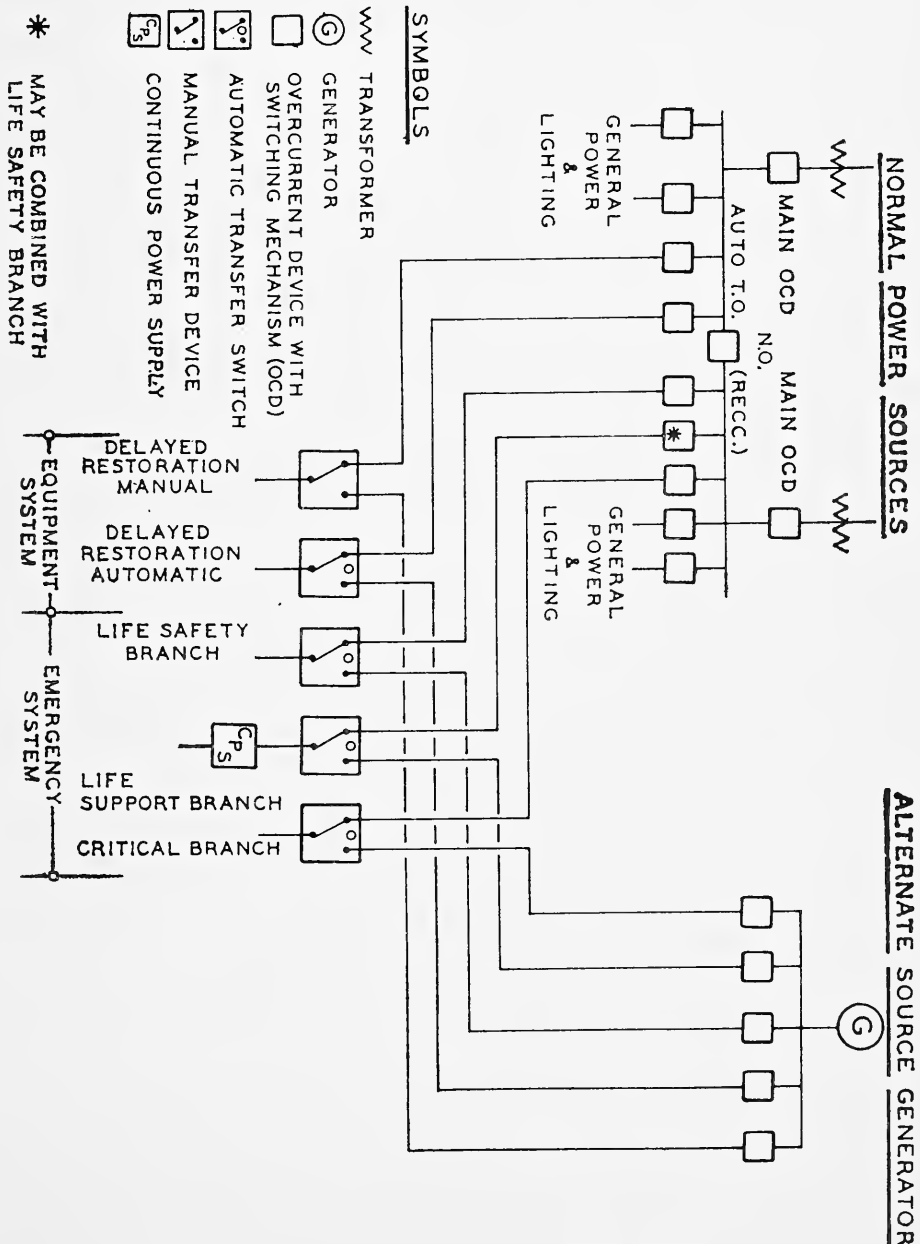 NORMAL POWER SOURCES
ALTERNATE SOURCE GENERATOR
MAIN OCD
MAIN OCD
N.O.
AUTO T.O. (RECC.)
GENERAL
POWER
&
LIGHTING
GENERAL
POWER
&
LIGHTING
*
G
DELAYED
RESTORATION
MANUAL
DELAYED
RESTORATION
AUTOMATIC
LIFE SAFETY
BRANCH
CPS
LIFE
SUPPORT BRANCH
CRITICAL BRANCH
EQUIPMENT
SYSTEM
EMERGENCY
SYSTEM
SYMBOLS
TRANSFORMER
G GENERATOR
OVERCURRENT DEVICE WITH
SWITCHING MECHANISM (OCD)
AUTOMATIC TRANSFER SWITCH
MANUAL TRANSFER DEVICE
CPS CONTINUOUS POWER SUPPLY
* MAY BE COMBINED WITH
LIFE SAFETY BRANCH